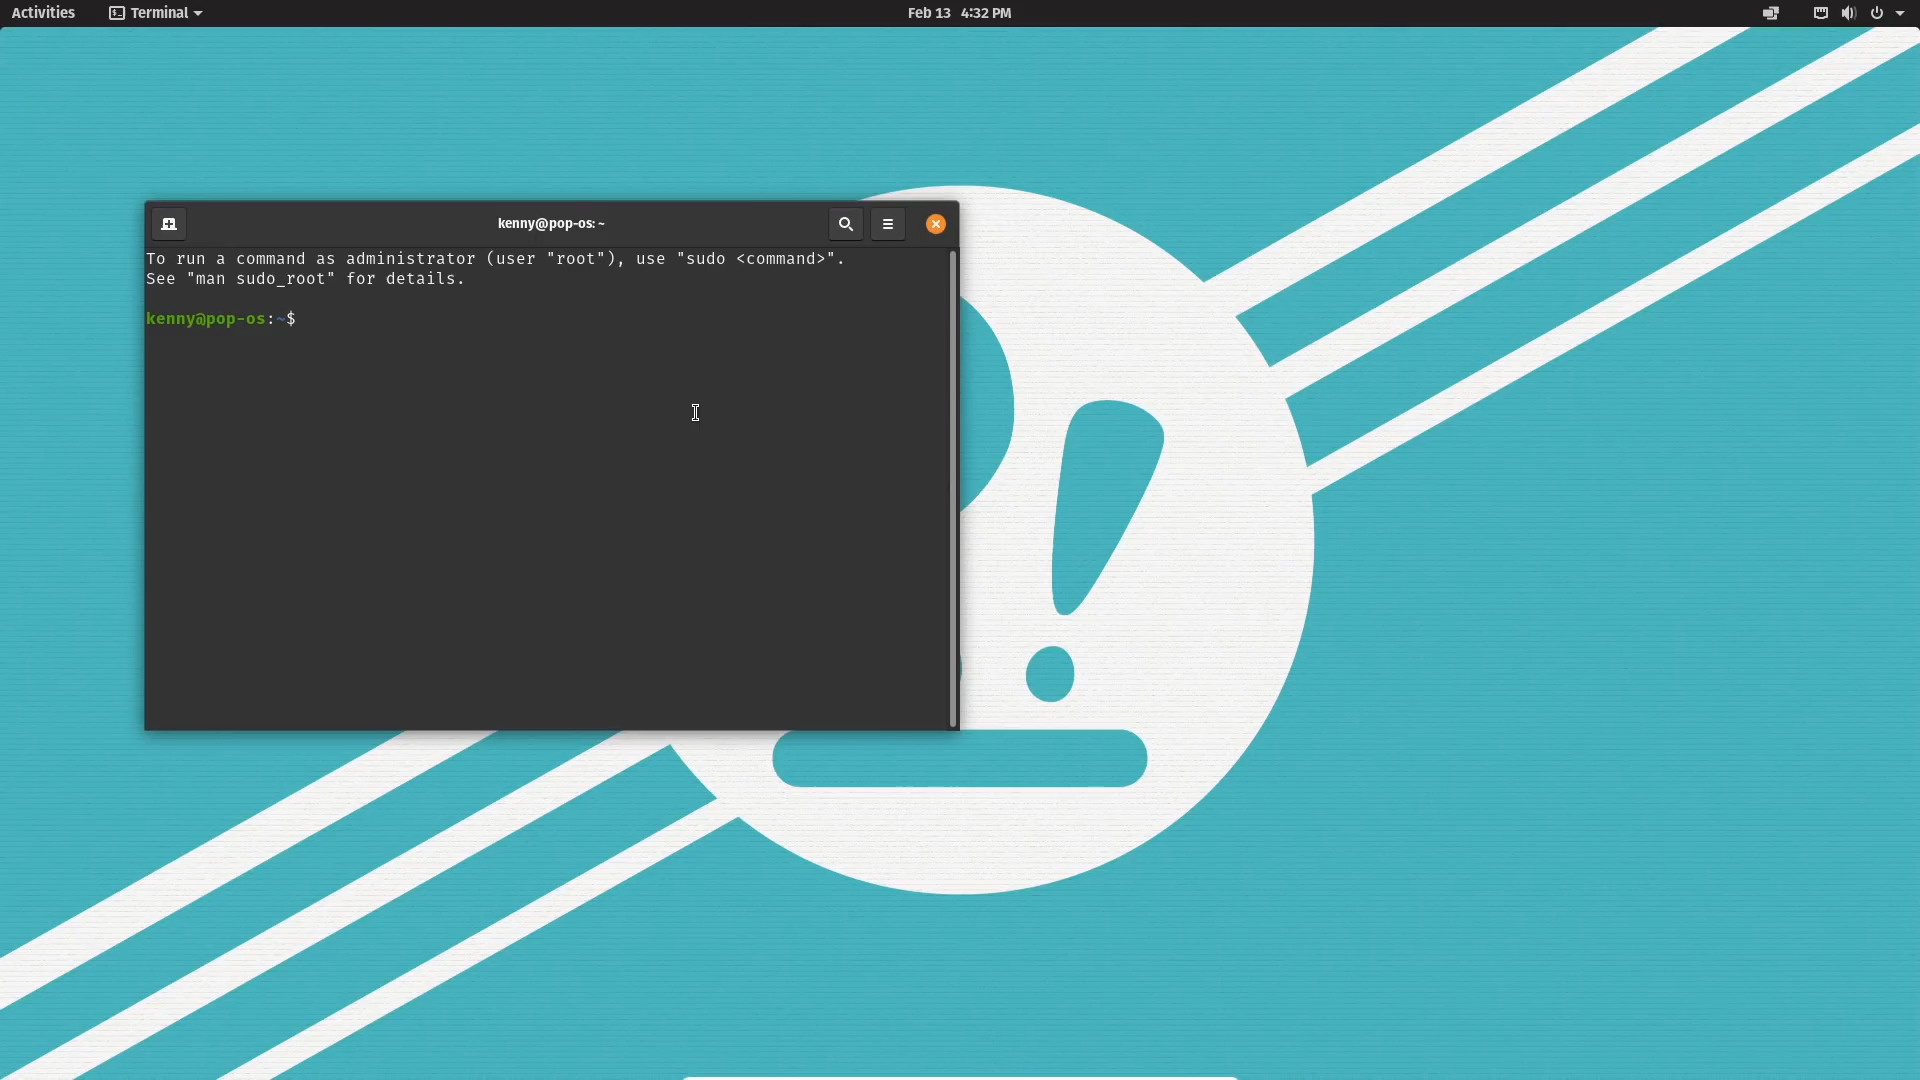 Activities Terminal Feb 13 4:32 PM
kenny@pop-os: ~
To run a command as administrator (user "root"), use "sudo <command>".
See "man sudo_root" for details.
kenny@pop-os:~$